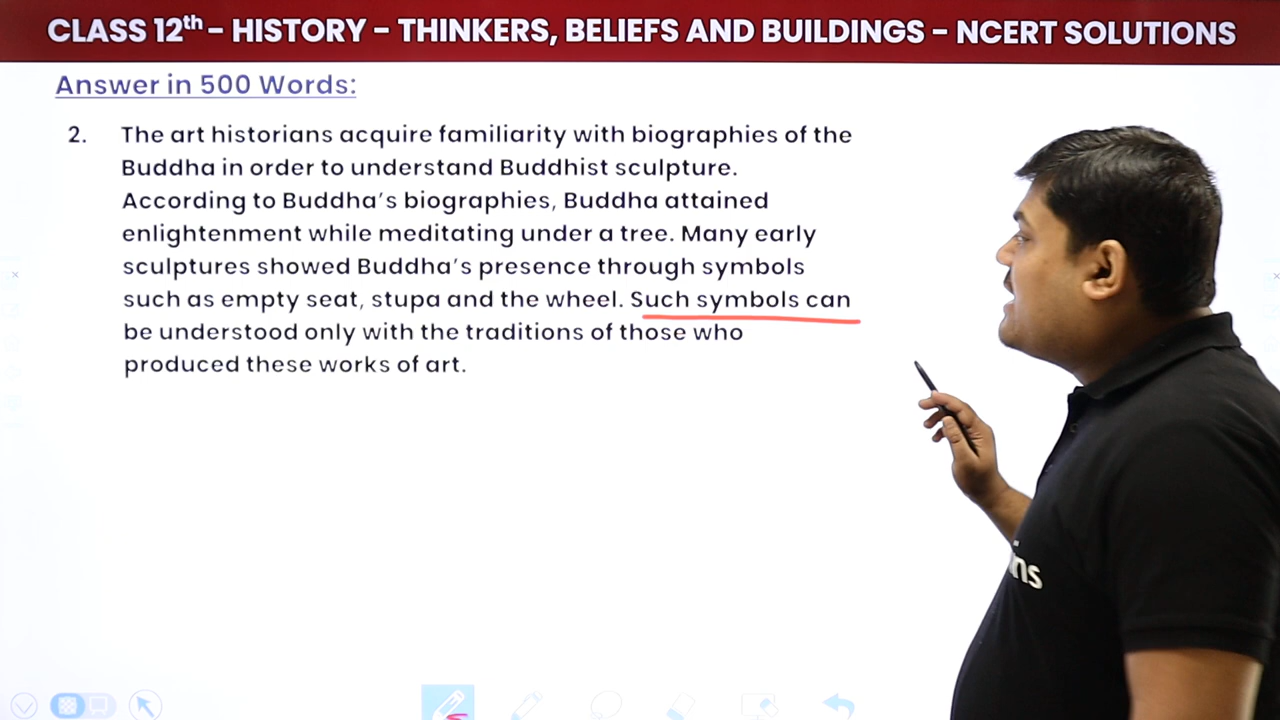 CLASS 12th – HISTORY – THINKERS, BELIEFS AND BUILDINGS – NCERT SOLUTIONS
Answer in 500 Words:
2. The art historians acquire familiarity with biographies of the
Buddha in order to understand Buddhist sculpture.
According to Buddha's biographies, Buddha attained
enlightenment while meditating under a tree. Many early
sculptures showed Buddha's presence through symbols
such as empty seat, stupa and the wheel. Such symbols can
be understood only with the traditions of those who
produced these works of art.